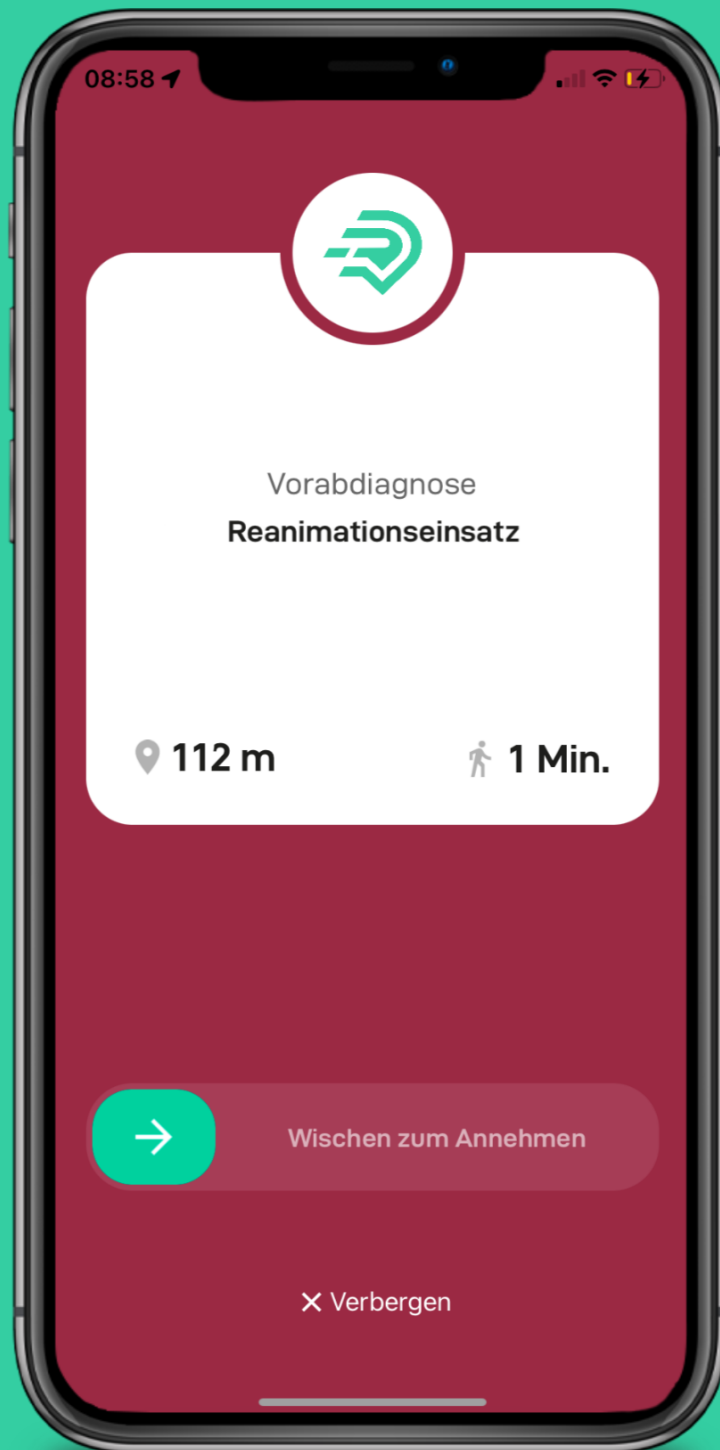 08:58
Vorabdiagnose
Reanimationseinsatz
112 m
1 Min.
Wischen zum Annehmen
Verbergen